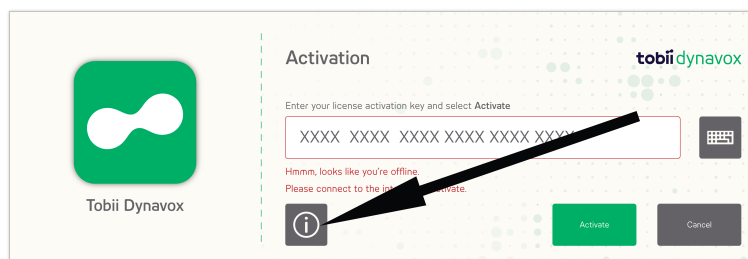 Activation
tobii dynavox
Enter your license activation key and select Activate
XXXX XXXX XXXX XXXX XXXX XXXX
Hmmm, looks like you're offline.
Please connect to the
Tobii Dynavox
Activate
Cancel